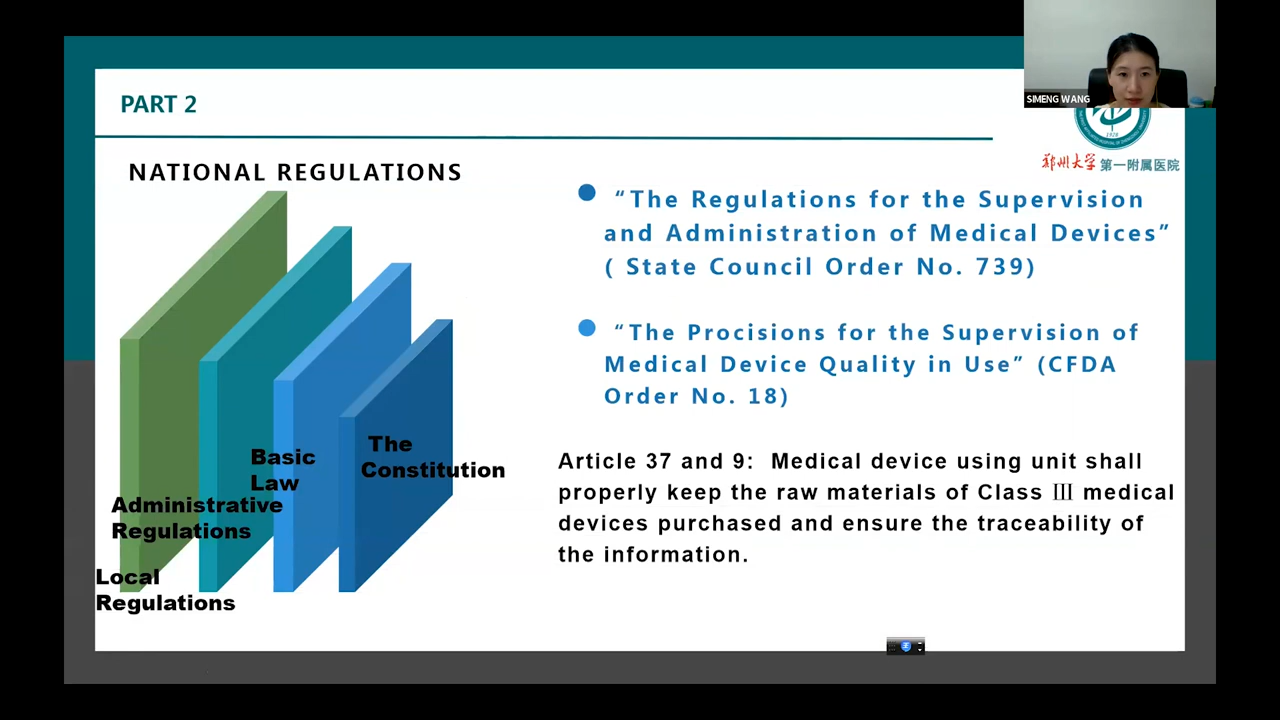 SIMENG WANG
PART 2
郑州大学 第一附属医院
NATIONAL REGULATIONS
“The Regulations for the Supervision
and Administration of Medical Devices”
( State Council Order No. 739)
“The Procisions for the Supervision of
Medical Device Quality in Use” (CFDA
Order No. 18)
The
Constitution
Basic
Law
Administrative
Regulations
Local
Regulations
Article 37 and 9: Medical device using unit shall
properly keep the raw materials of Class Ⅲ medical
devices purchased and ensure the traceability of
the information.